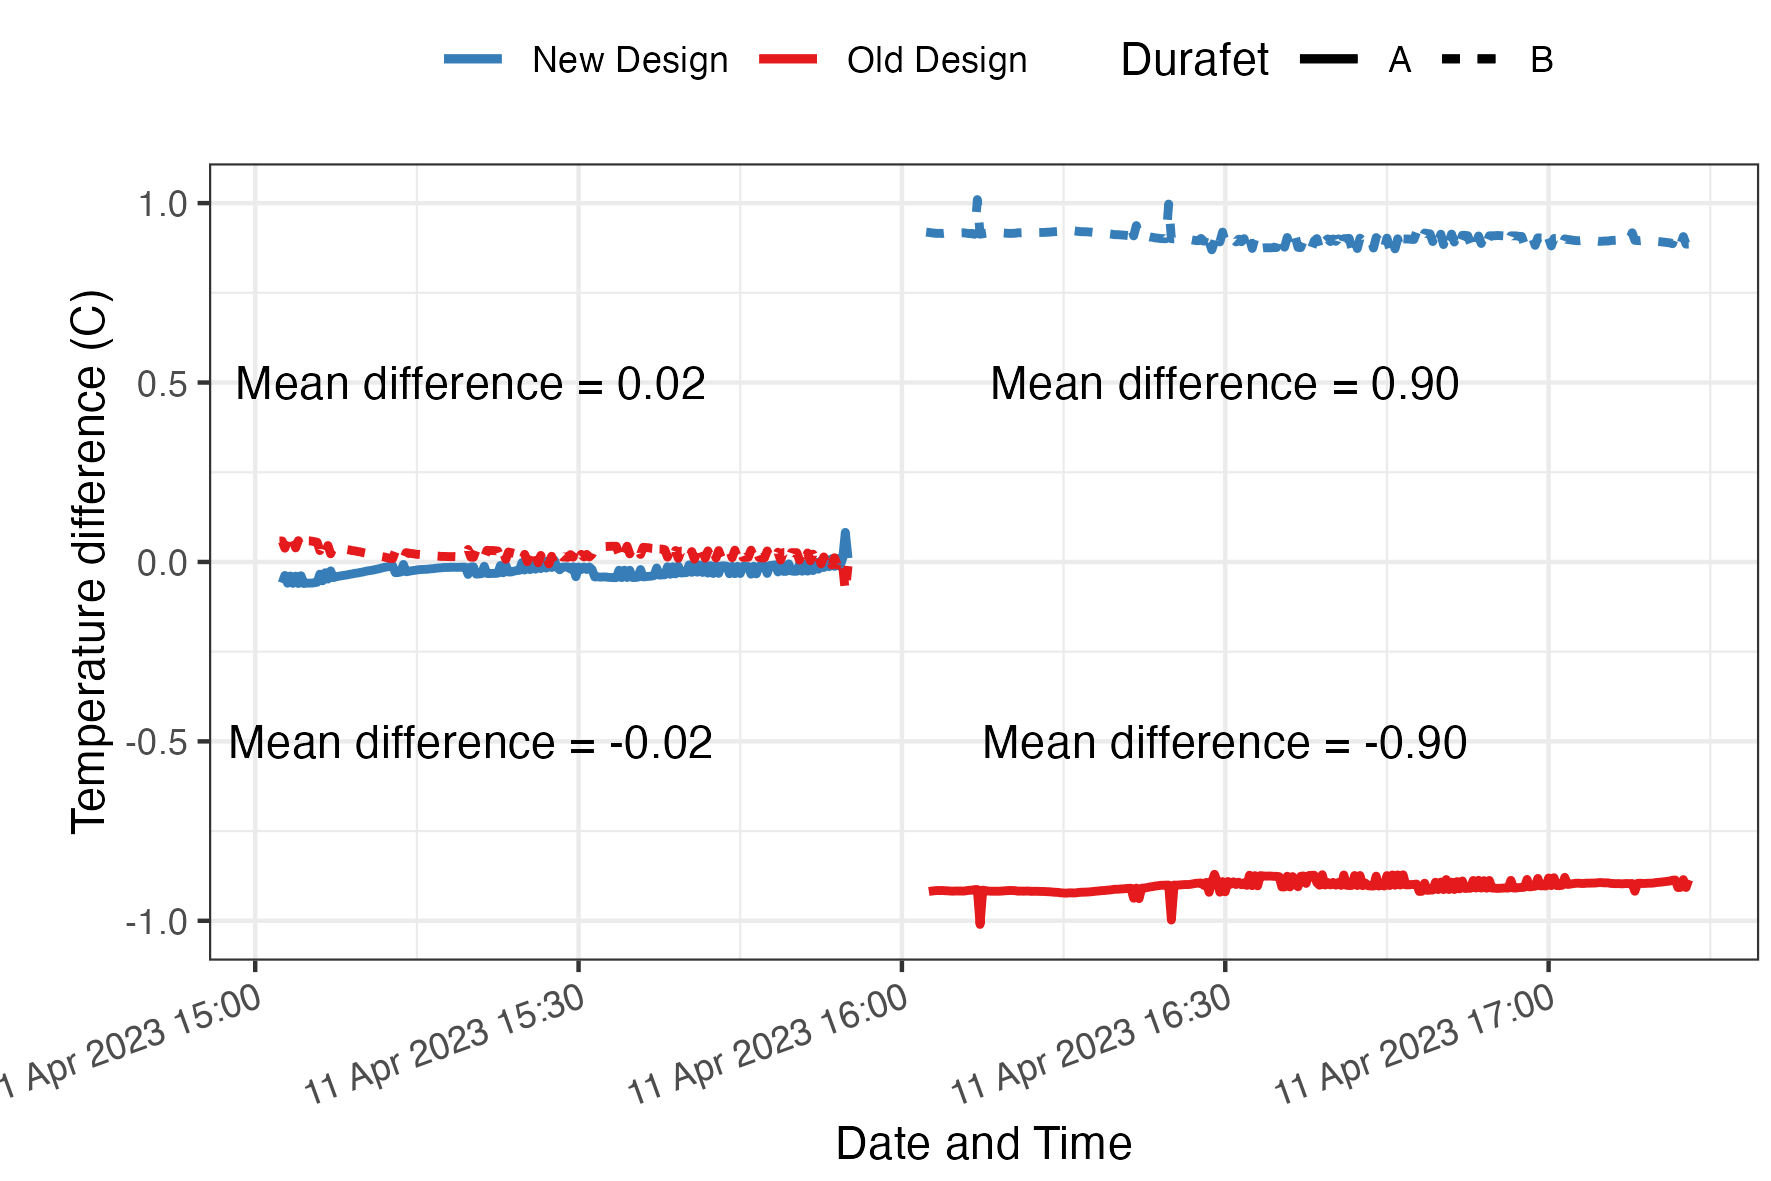 New Design Old Design Durafet A B
Temperature difference (C)
1.0
0.5
0.0
-0.5
-1.0
Mean difference = 0.02
Mean difference = 0.90
Mean difference = -0.02
Mean difference = -0.90
1 Apr 2023 15:00
11 Apr 2023 15:30
11 Apr 2023 16:00
11 Apr 2023 16:30
11 Apr 2023 17:00
Date and Time